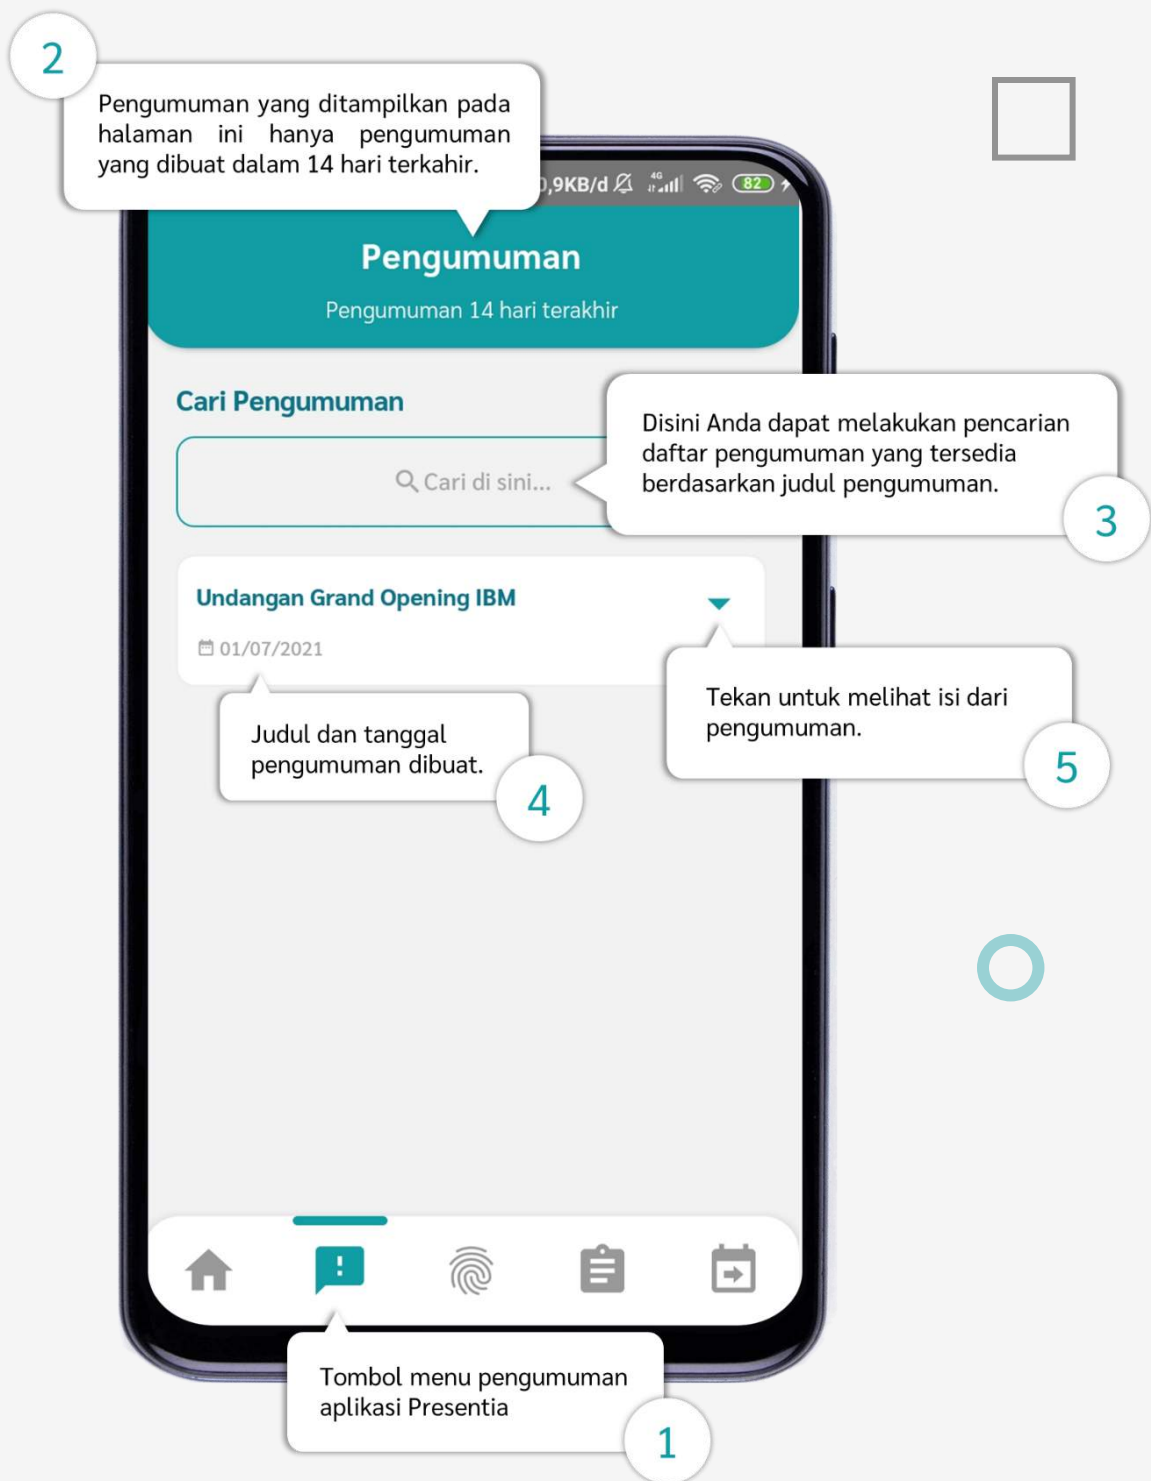 2
Pengumuman yang ditampilkan pada
halaman ini hanya pengumuman
yang dibuat dalam 14 hari terkahir.
,9KB/d 4G 82
Pengumuman
Pengumuman 14 hari terakhir
Cari Pengumuman
Cari di sini...
Disini Anda dapat melakukan pencarian
daftar pengumuman yang tersedia
berdasarkan judul pengumuman.
3
Undangan Grand Opening IBM
01/07/2021
Judul dan tanggal
pengumuman dibuat.
4
Tekan untuk melihat isi dari
pengumuman.
5
Tombol menu pengumuman
aplikasi Presentia
1